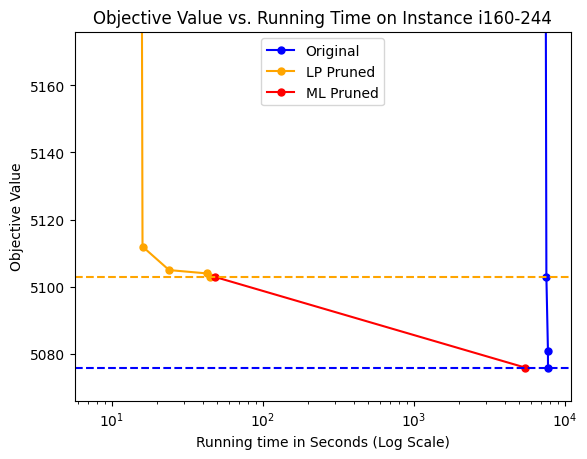 Objective Value vs. Running Time on Instance i160-244
Original
LP Pruned
ML Pruned
Objective Value
5160
5140
5120
5100
5080
10¹
10²
10³
10⁴
Running time in Seconds (Log Scale)